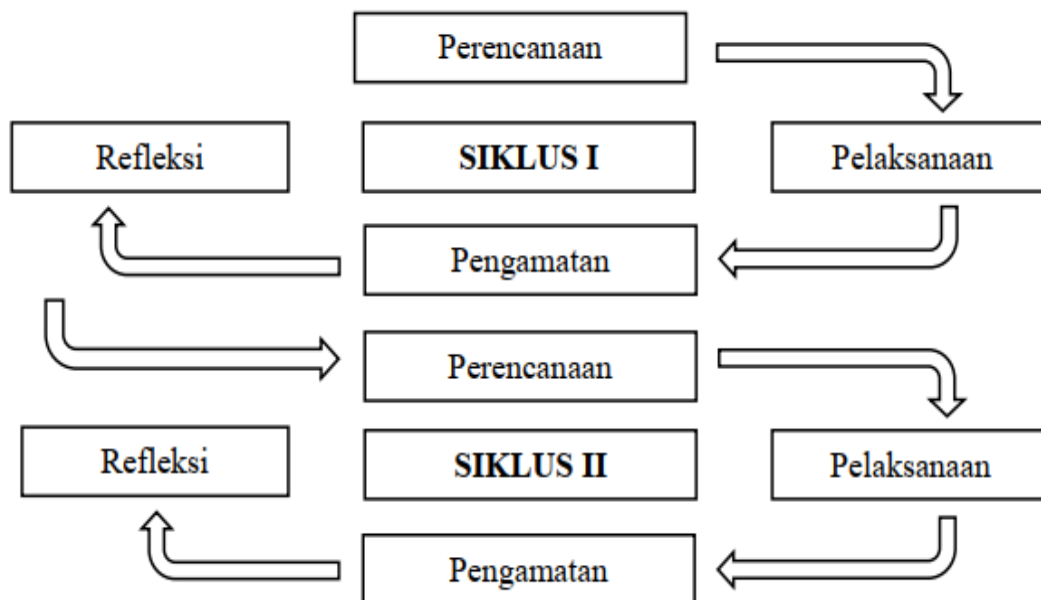 Perencanaan
Refleksi
SIKLUS I
Pelaksanaan
Pengamatan
Perencanaan
Refleksi
SIKLUS II
Pelaksanaan
Pengamatan